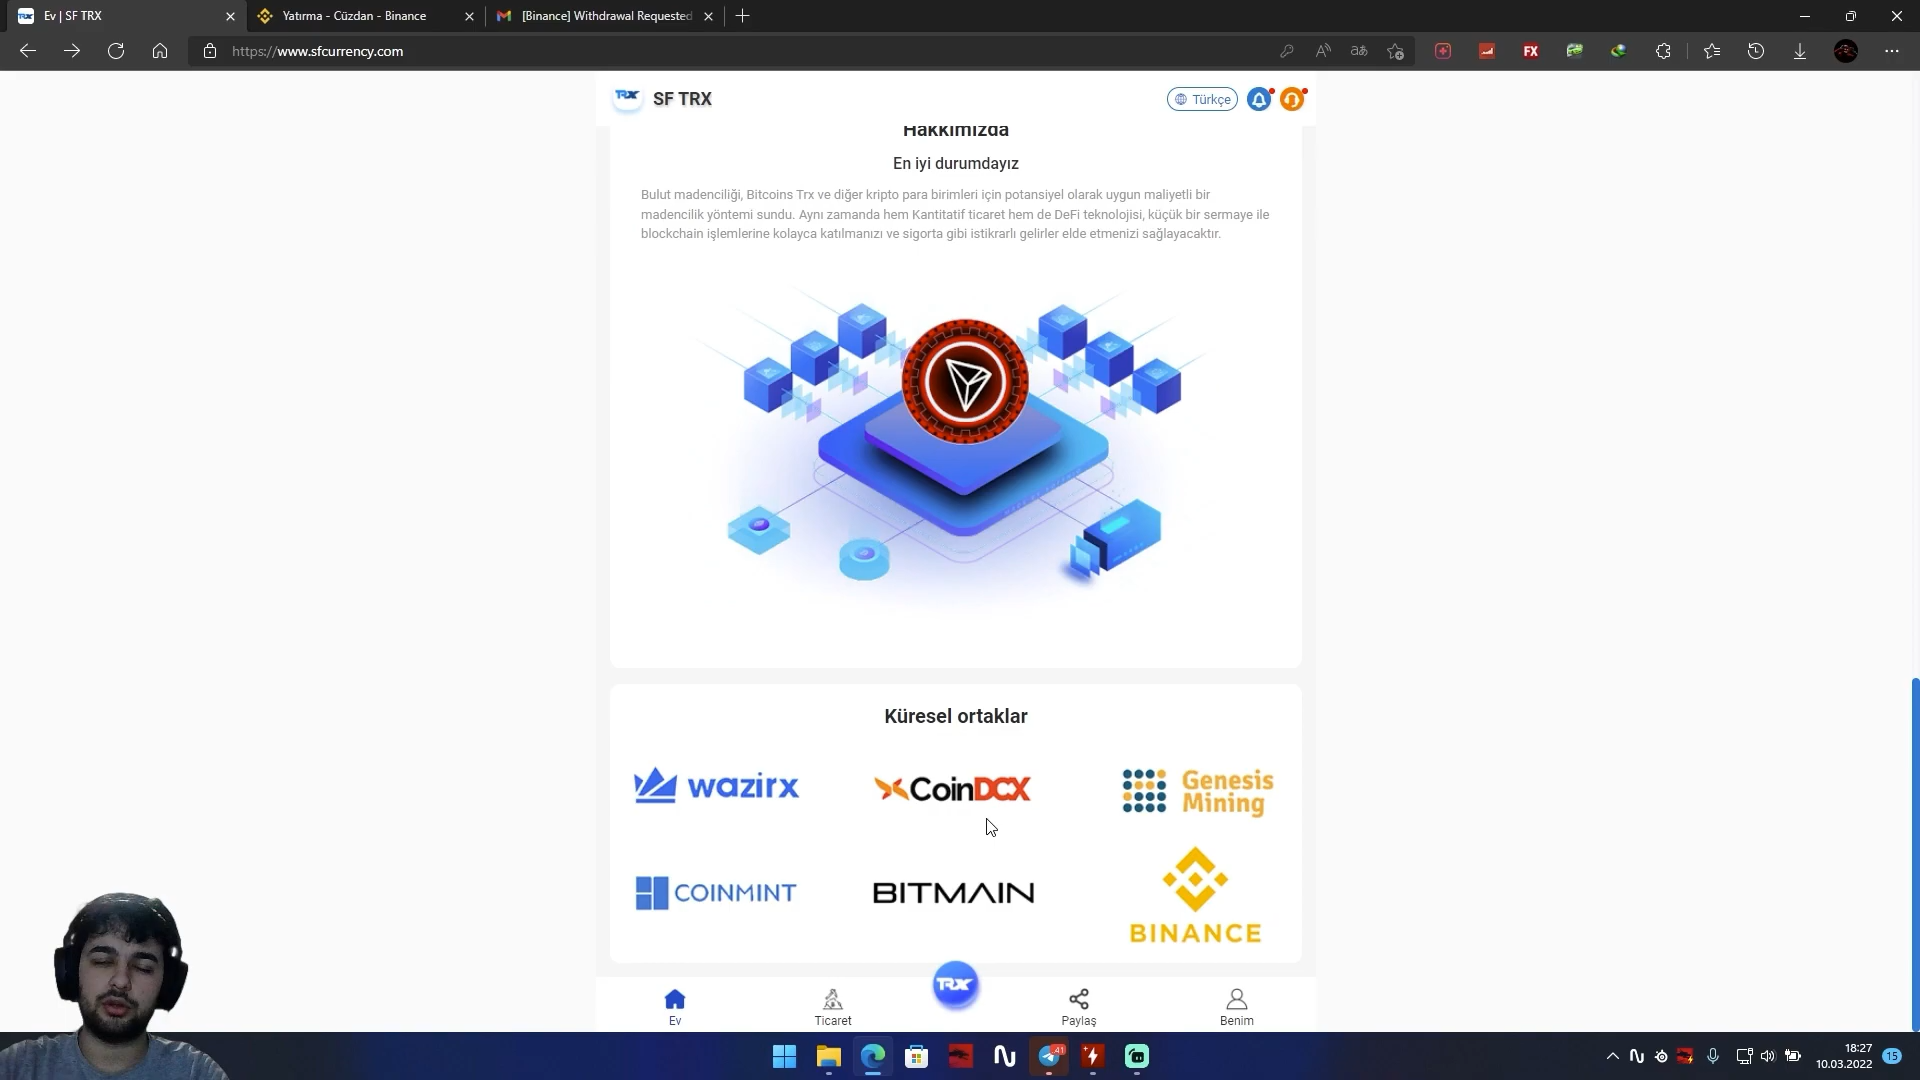 Ev | SF TRX
Yatırma - Cüzdan - Binance
[Binance] Withdrawal Requested
https://www.sfcurrency.com
FX
TRX
SF TRX
Türkçe
Hakkımızda
En iyi durumdayız
Bulut madenciliği, Bitcoins Trx ve diğer kripto para birimleri için potansiyel olarak uygun maliyetli bir
madencilik yöntemi sundu. Aynı zamanda hem Kantitatif ticaret hem de DeFi teknolojisi, küçük bir sermaye ile
blockchain işlemlerine kolayca katılmanızı ve sigorta gibi istikrarlı gelirler elde etmenizi sağlayacaktır.
Küresel ortaklar
wazirx
CoinDCX
Genesis
Mining
COINMINT
BITMAIN
BINANCE
TRX
Ev
Ticaret
Paylaş
Benim
41
18:27
10.03.2022
15